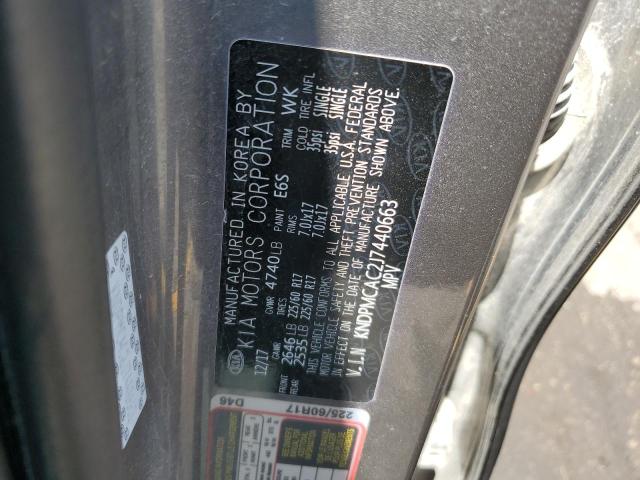 MANUFACTURED IN KOREA BY
KIA MOTORS CORPORATION
12/17 GVWR 4740LB PAINT E6S TRIM WK
GAWR TIRES RIMS COLD TIRE INFL
FRONT 2646LB 225/60 R17 7.0Jx17 35psi SINGLE
REAR 2535LB 225/60 R17 7.0Jx17 35psi SINGLE
THIS VEHICLE CONFORMS TO ALL APPLICABLE U.S.A. FEDERAL
MOTOR VEHICLE SAFETY AND THEFT PREVENTION STANDARDS
IN EFFECT ON THE DATE OF MANUFACTURE SHOWN ABOVE.
V.I.N KNDPMCAC2J7440663
MPV
D46
225/60R17